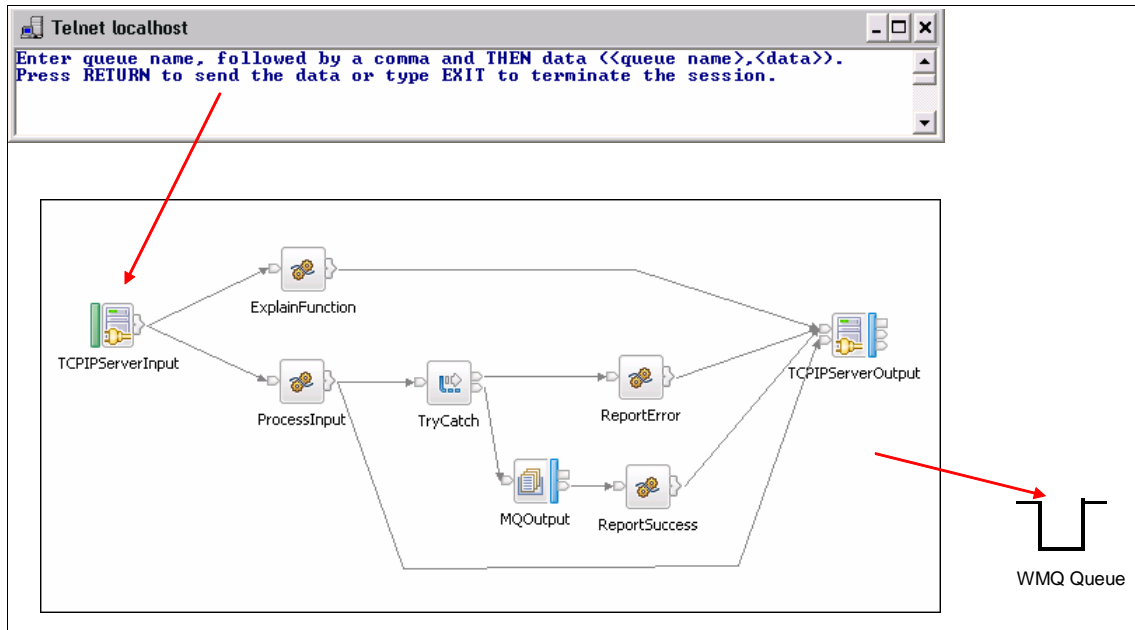 Telnet localhost
Enter queue name, followed by a comma and THEN data (<<queue name>,<data>>).
Press RETURN to send the data or type EXIT to terminate the session.
ExplainFunction
TCPIPServerInput
TCPIPServerOutput
ProcessInput
TryCatch
ReportError
MQOutput
ReportSuccess
WMQ Queue